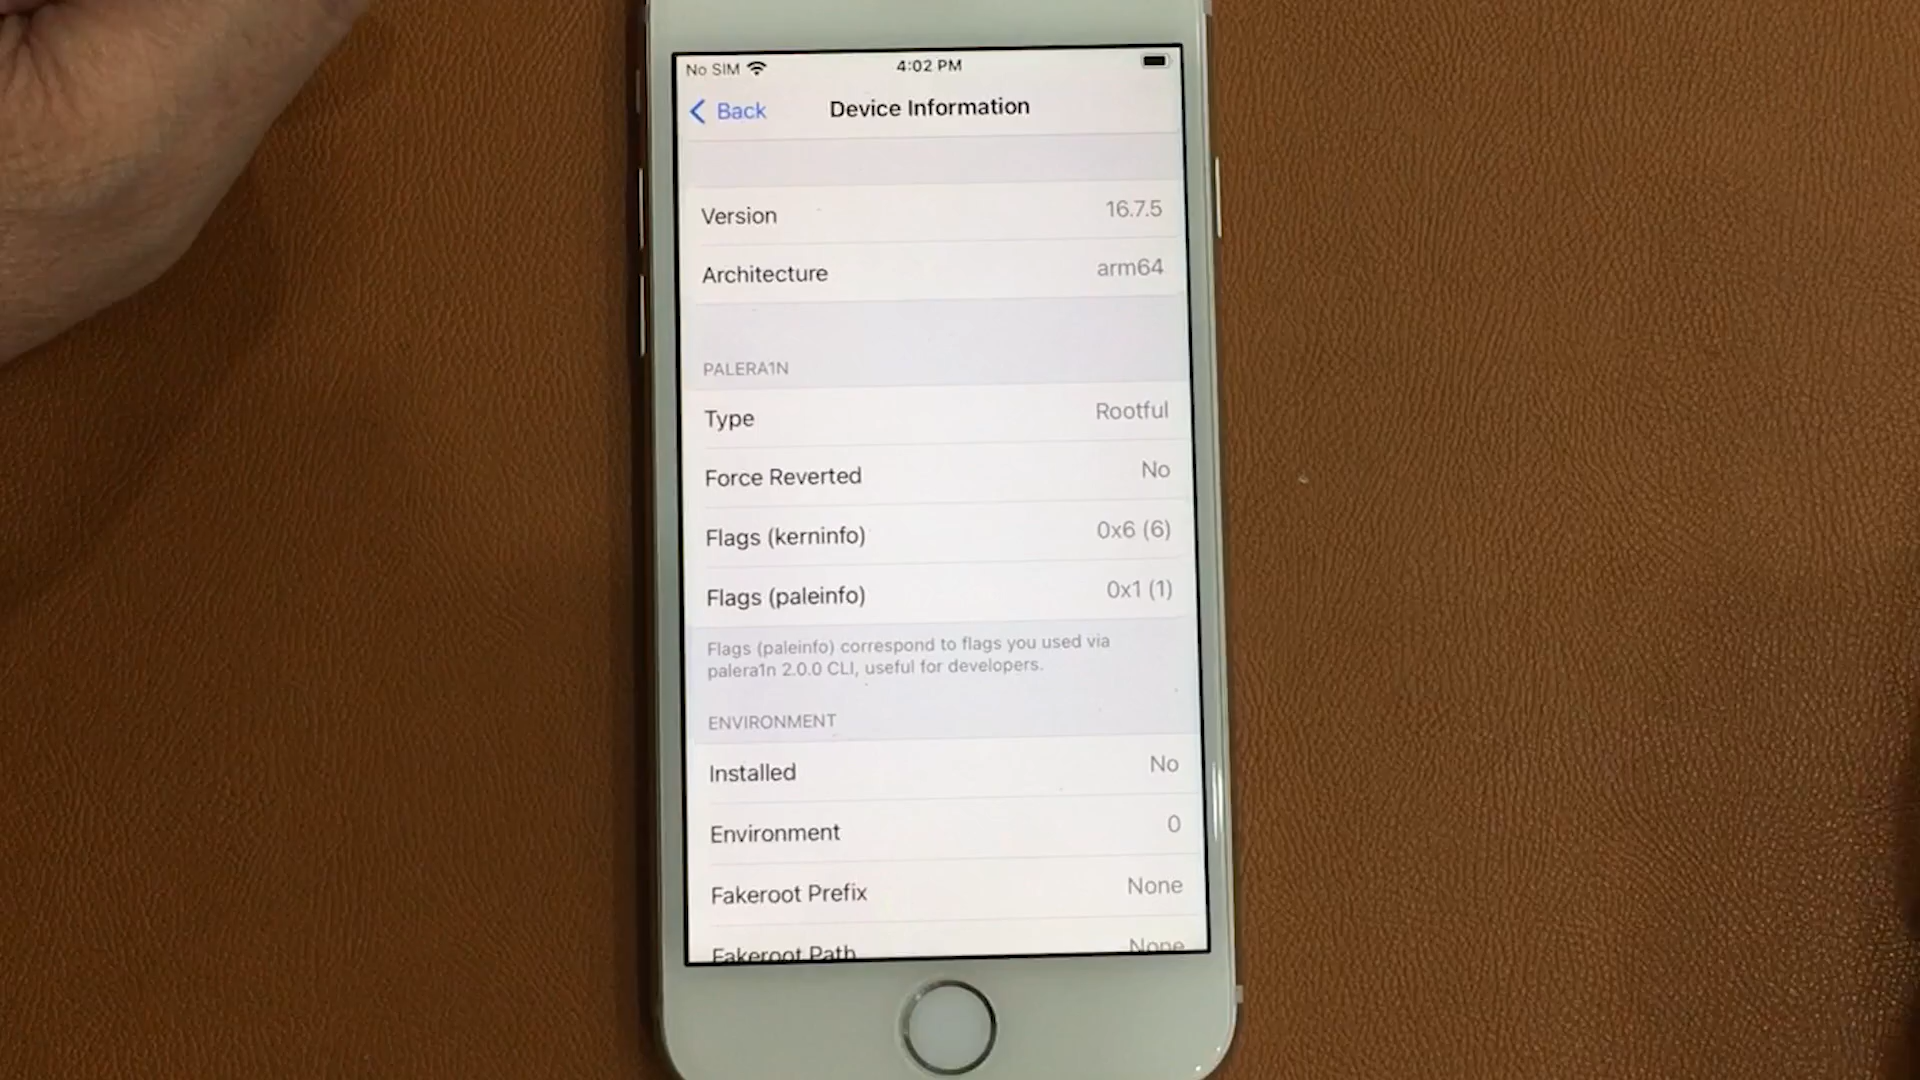 No SIM 4:02 PM
Back Device Information
Version 16.7.5
Architecture arm64
PALERA1N
Type Rootful
Force Reverted No
Flags (kerninfo) 0x6 (6)
Flags (paleinfo) 0x1 (1)
Flags (paleinfo) correspond to flags you used via
palera1n 2.0.0 CLI, useful for developers.
ENVIRONMENT
Installed No
Environment 0
Fakeroot Prefix None
Fakeroot Path None